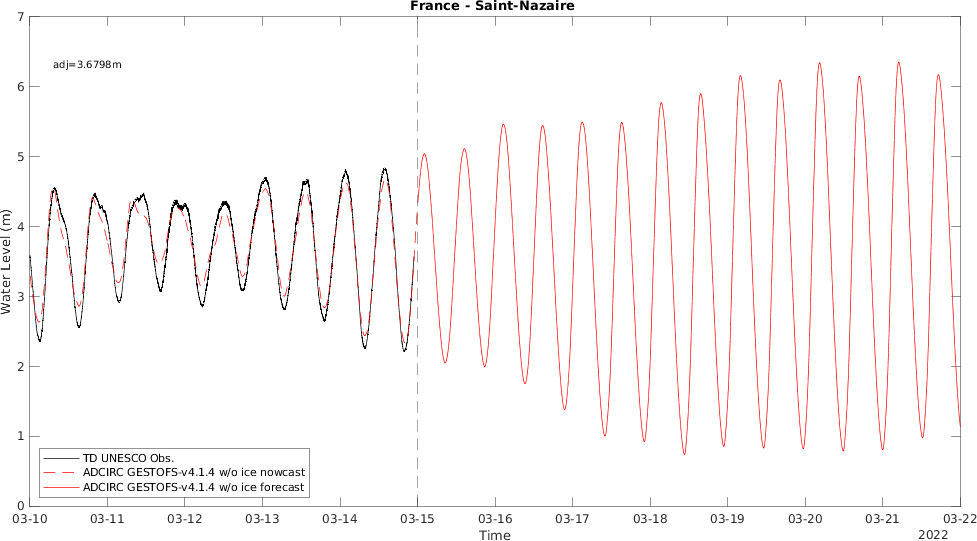 France - Saint-Nazaire
adj=3.6798m
7
6
5
4
3
2
1
0
Water Level (m)
TD UNESCO Obs.
ADCIRC GESTOFS-v4.1.4 w/o ice nowcast
ADCIRC GESTOFS-v4.1.4 w/o ice forecast
03-10 03-11 03-12 03-13 03-14 03-15 03-16 03-17 03-18 03-19 03-20 03-21 03-22
Time
2022